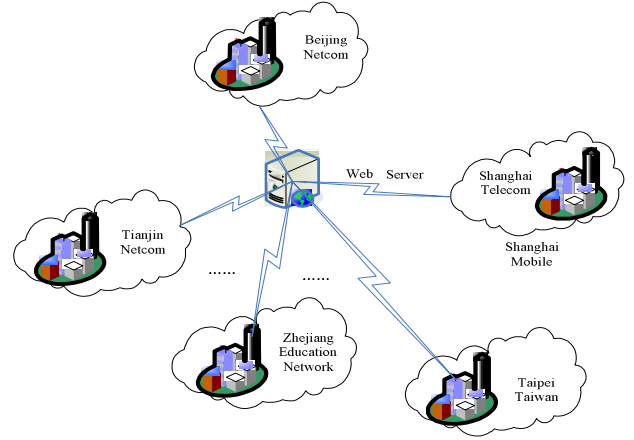 Beijing
Netcom
Web Server
Shanghai
Telecom
Shanghai
Mobile
Tianjin
Netcom
......
......
Zhejiang
Education
Network
Taipei
Taiwan